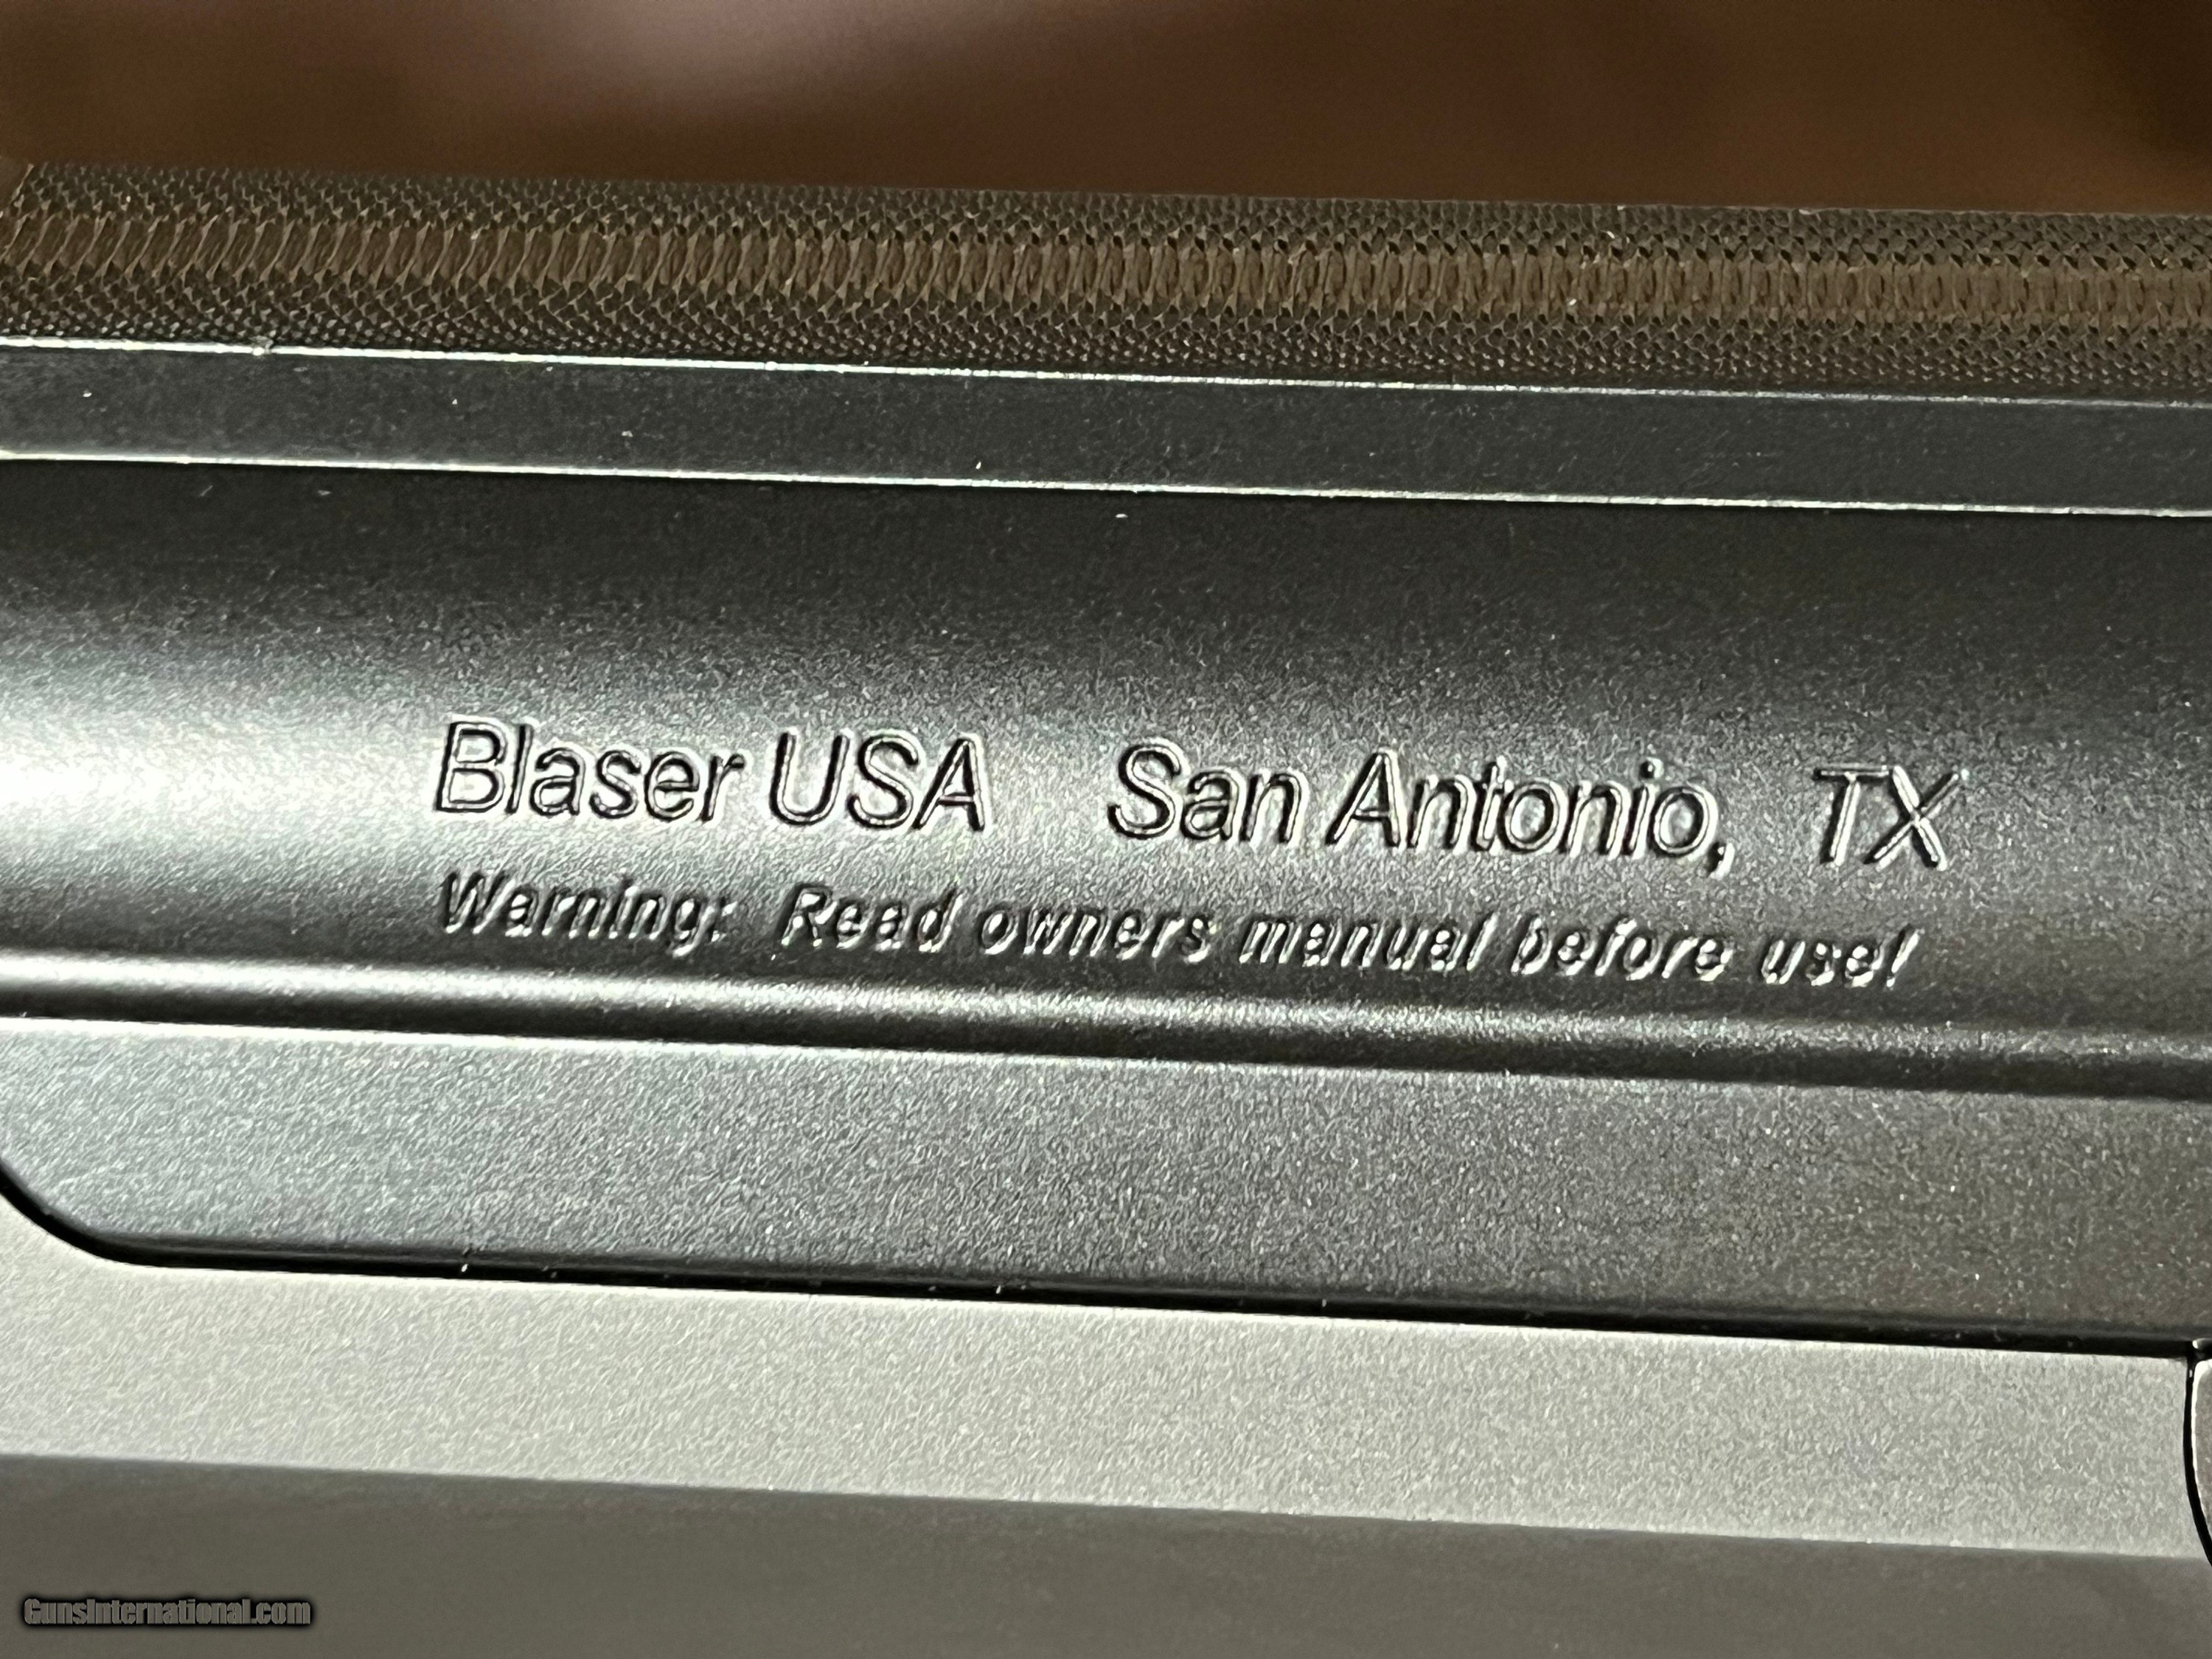 Blaser USA San Antonio, TX
Warning: Read owners manual before use!
GunsInternational.com